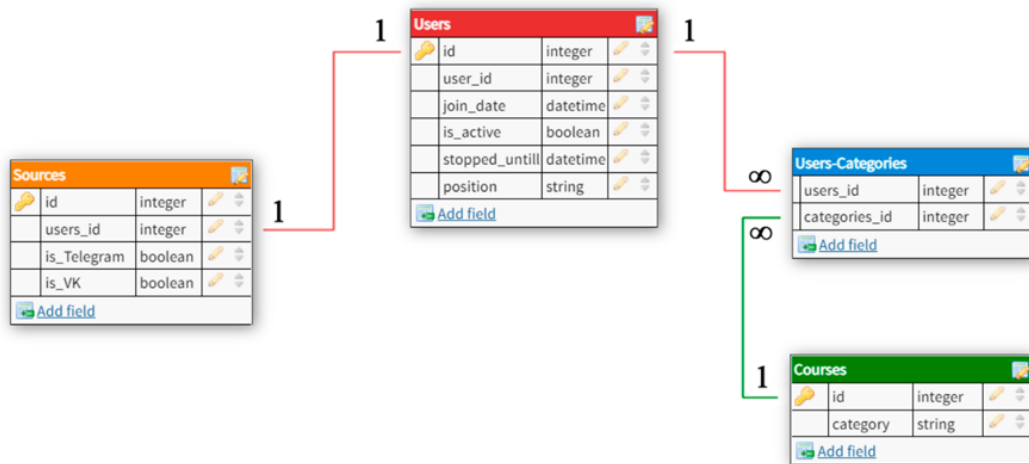 1
1
Users
id integer
user_id integer
join_date datetime
is_active boolean
stopped_untill datetime
position string
Add field
Sources
id integer
users_id integer
is_Telegram boolean
is_VK boolean
Add field
1
∞
∞
Users-Categories
users_id integer
categories_id integer
Add field
1
Courses
id integer
category string
Add field